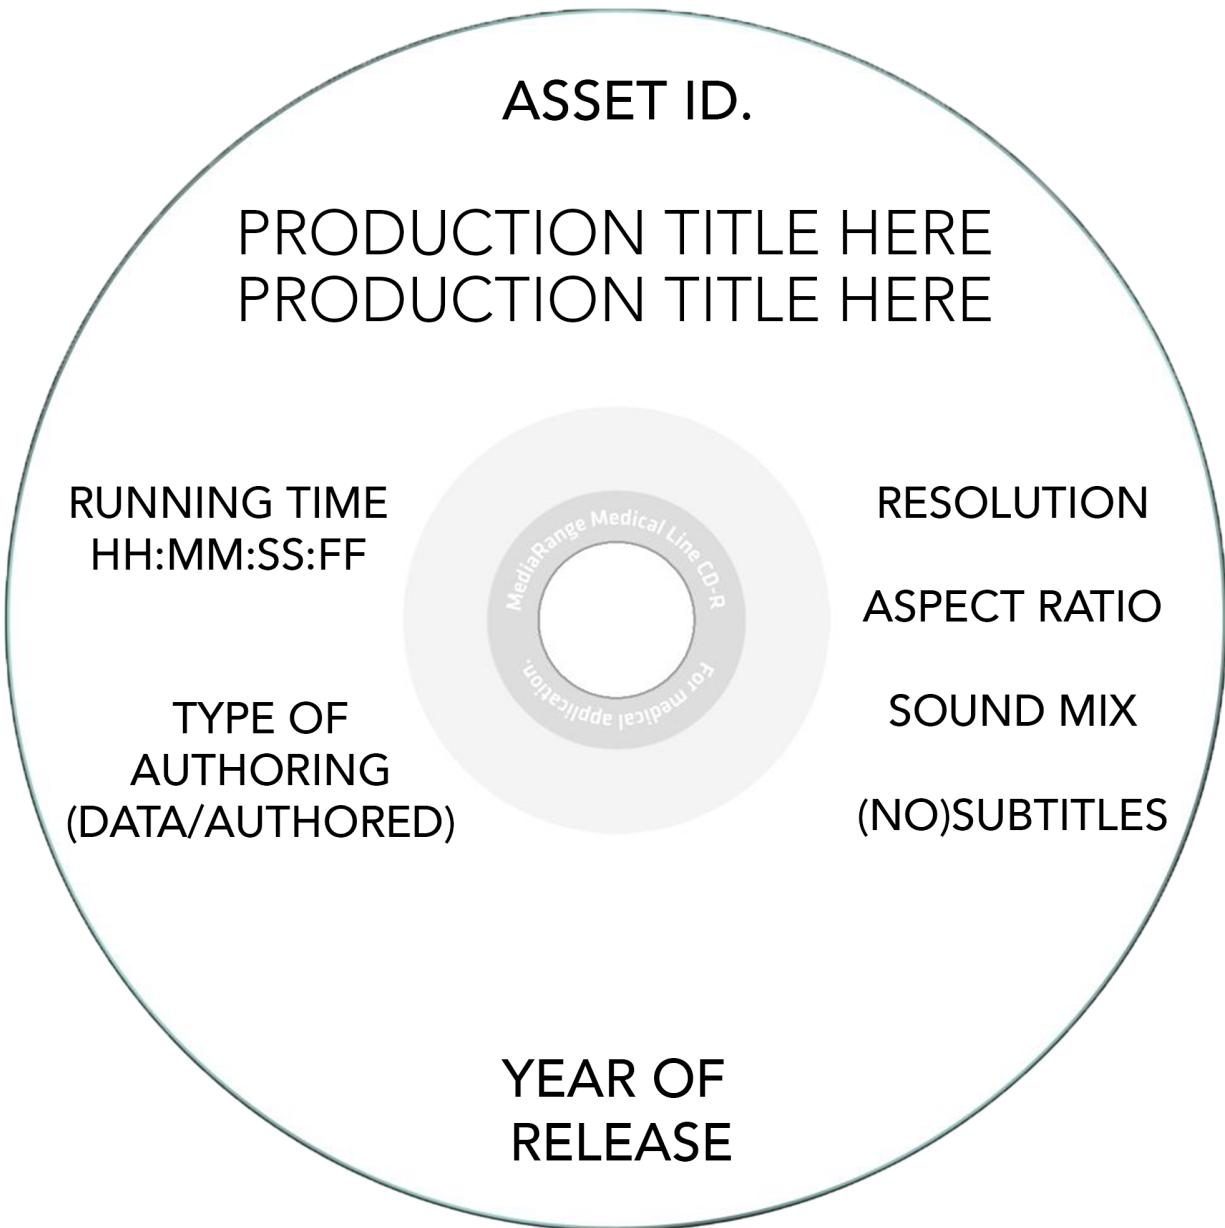 ASSET ID.
PRODUCTION TITLE HERE
PRODUCTION TITLE HERE
RUNNING TIME
HH:MM:SS:FF
TYPE OF
AUTHORING
(DATA/AUTHORED)
MediaRange Medical Line CD-R
For medical application.
RESOLUTION
ASPECT RATIO
SOUND MIX
(NO)SUBTITLES
YEAR OF
RELEASE